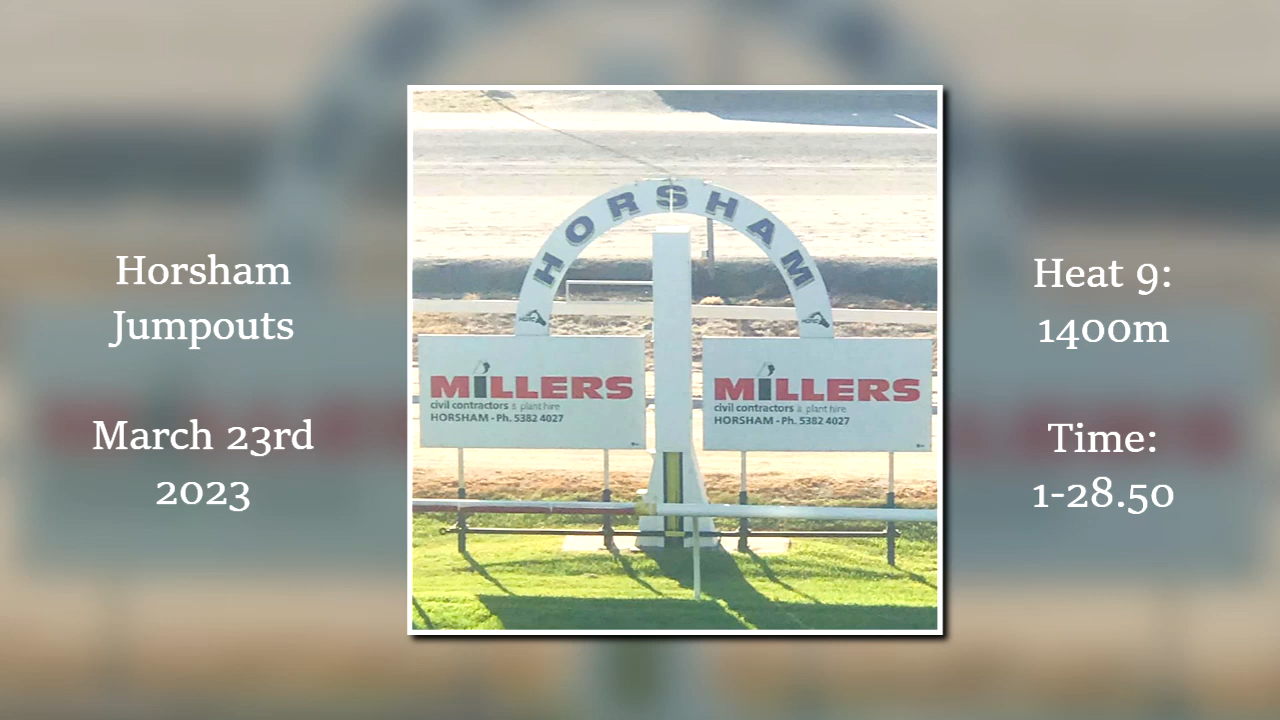 Horsham
Jumpouts
March 23rd
2023
HORSHAM
MILLERS
civil contractors & plant hire
HORSHAM - Ph. 5382 4027
MILLERS
civil contractors & plant hire
HORSHAM - Ph. 5382 4027
Heat 9:
1400m
Time:
1-28.50